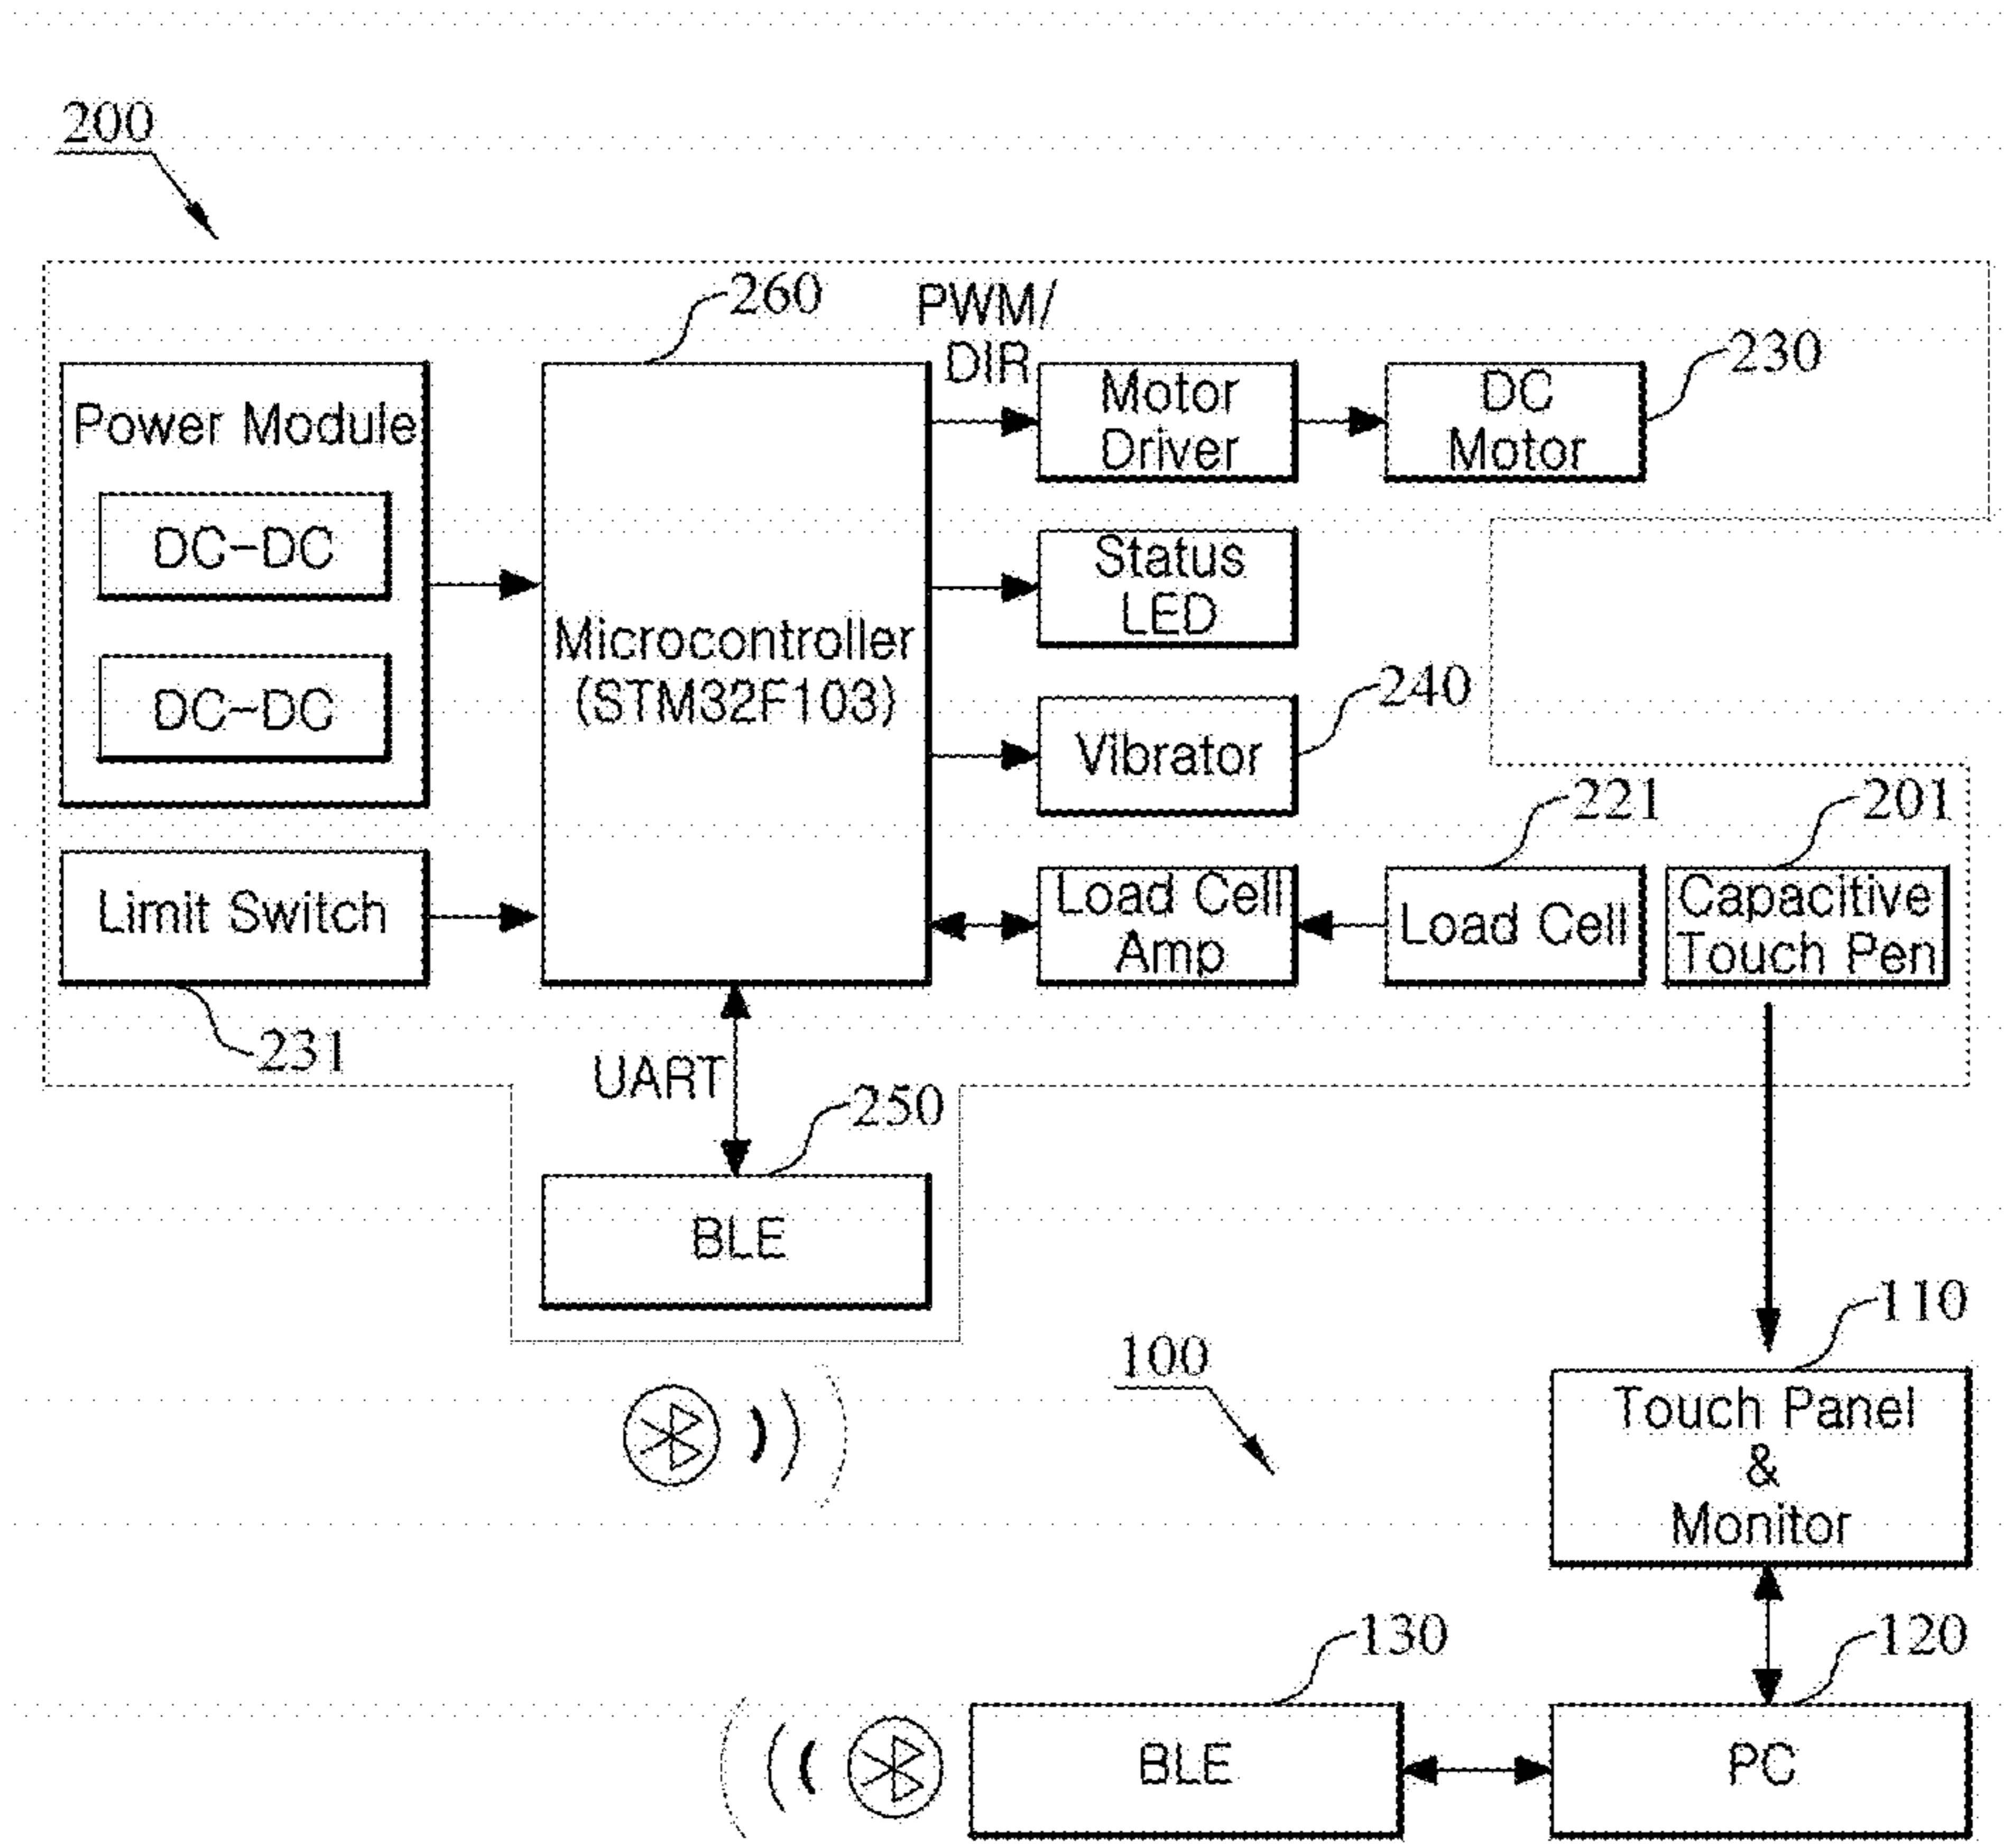 200
260
PWM/
DIR
230
Power Module
DC-DC
DC-DC
Microcontroller
(STM32F103)
Motor
Driver
DC
Motor
Status
LED
240
Vibrator
221
201
Limit Switch
Load Cell
Amp
Load Cell
Capacitive
Touch Pen
231
UART
250
BLE
110
100
Touch Panel
&
Monitor
130
120
BLE
PC